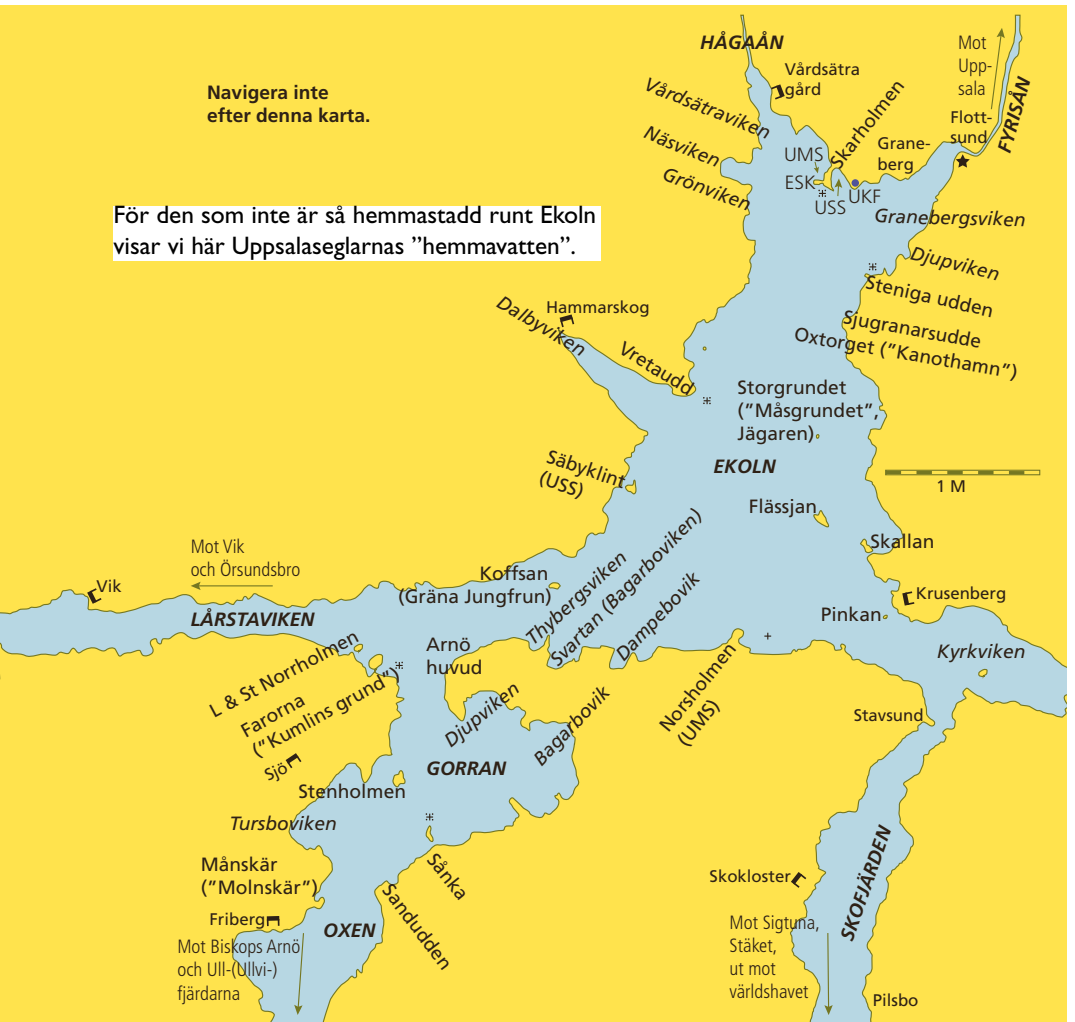 HÅGAÅN
Mot
Upp-
sala
Vårdsätra
gård
Navigera inte
efter denna karta.
Vårdsätraviken
Skarholmen
Flott-
sund
FYRISÅN
Näsviken
Grane-
berg
UMS
ESK
Grönviken
UKF
USS
För den som inte är så hemmastadd runt Ekoln
visar vi här Uppsalaseglarnas ”hemmavatten”.
Granebergsviken
Djupviken
Steniga udden
Hammarskog
Dalbyviken
Sjugranarsudde
Oxtorget (”Kanothamn”)
Vretaudd
Storgrundet
(”Måsgrundet”,
Jägaren)
EKOLN
Säbyklint
(USS)
1 M
Flässjan
Skallan
Mot Vik
och Örsundsbro
Koffsan
(Gräna Jungfrun)
Thybergsviken
Svartan (Bagarboviken)
Dampebovik
Vik
Krusenberg
LÅRSTAVIKEN
Pinkan
Arnö
huvud
Kyrkviken
L & St Norrholmen
Farorna
(”Kumlins grund”)
Norsholmen
(UMS)
Djupviken
Bagarbovik
Stavsund
Sjö
GORRAN
Stenholmen
Tursboviken
Månskär
(”Molnskär”)
Sånka
Skokloster
SKOFJÄRDEN
Sandudden
Friberg
OXEN
Mot Biskops Arnö
och Ull-(Ullvi-)
fjärdarna
Mot Sigtuna,
Stäket,
ut mot
världshavet
Pilsbo